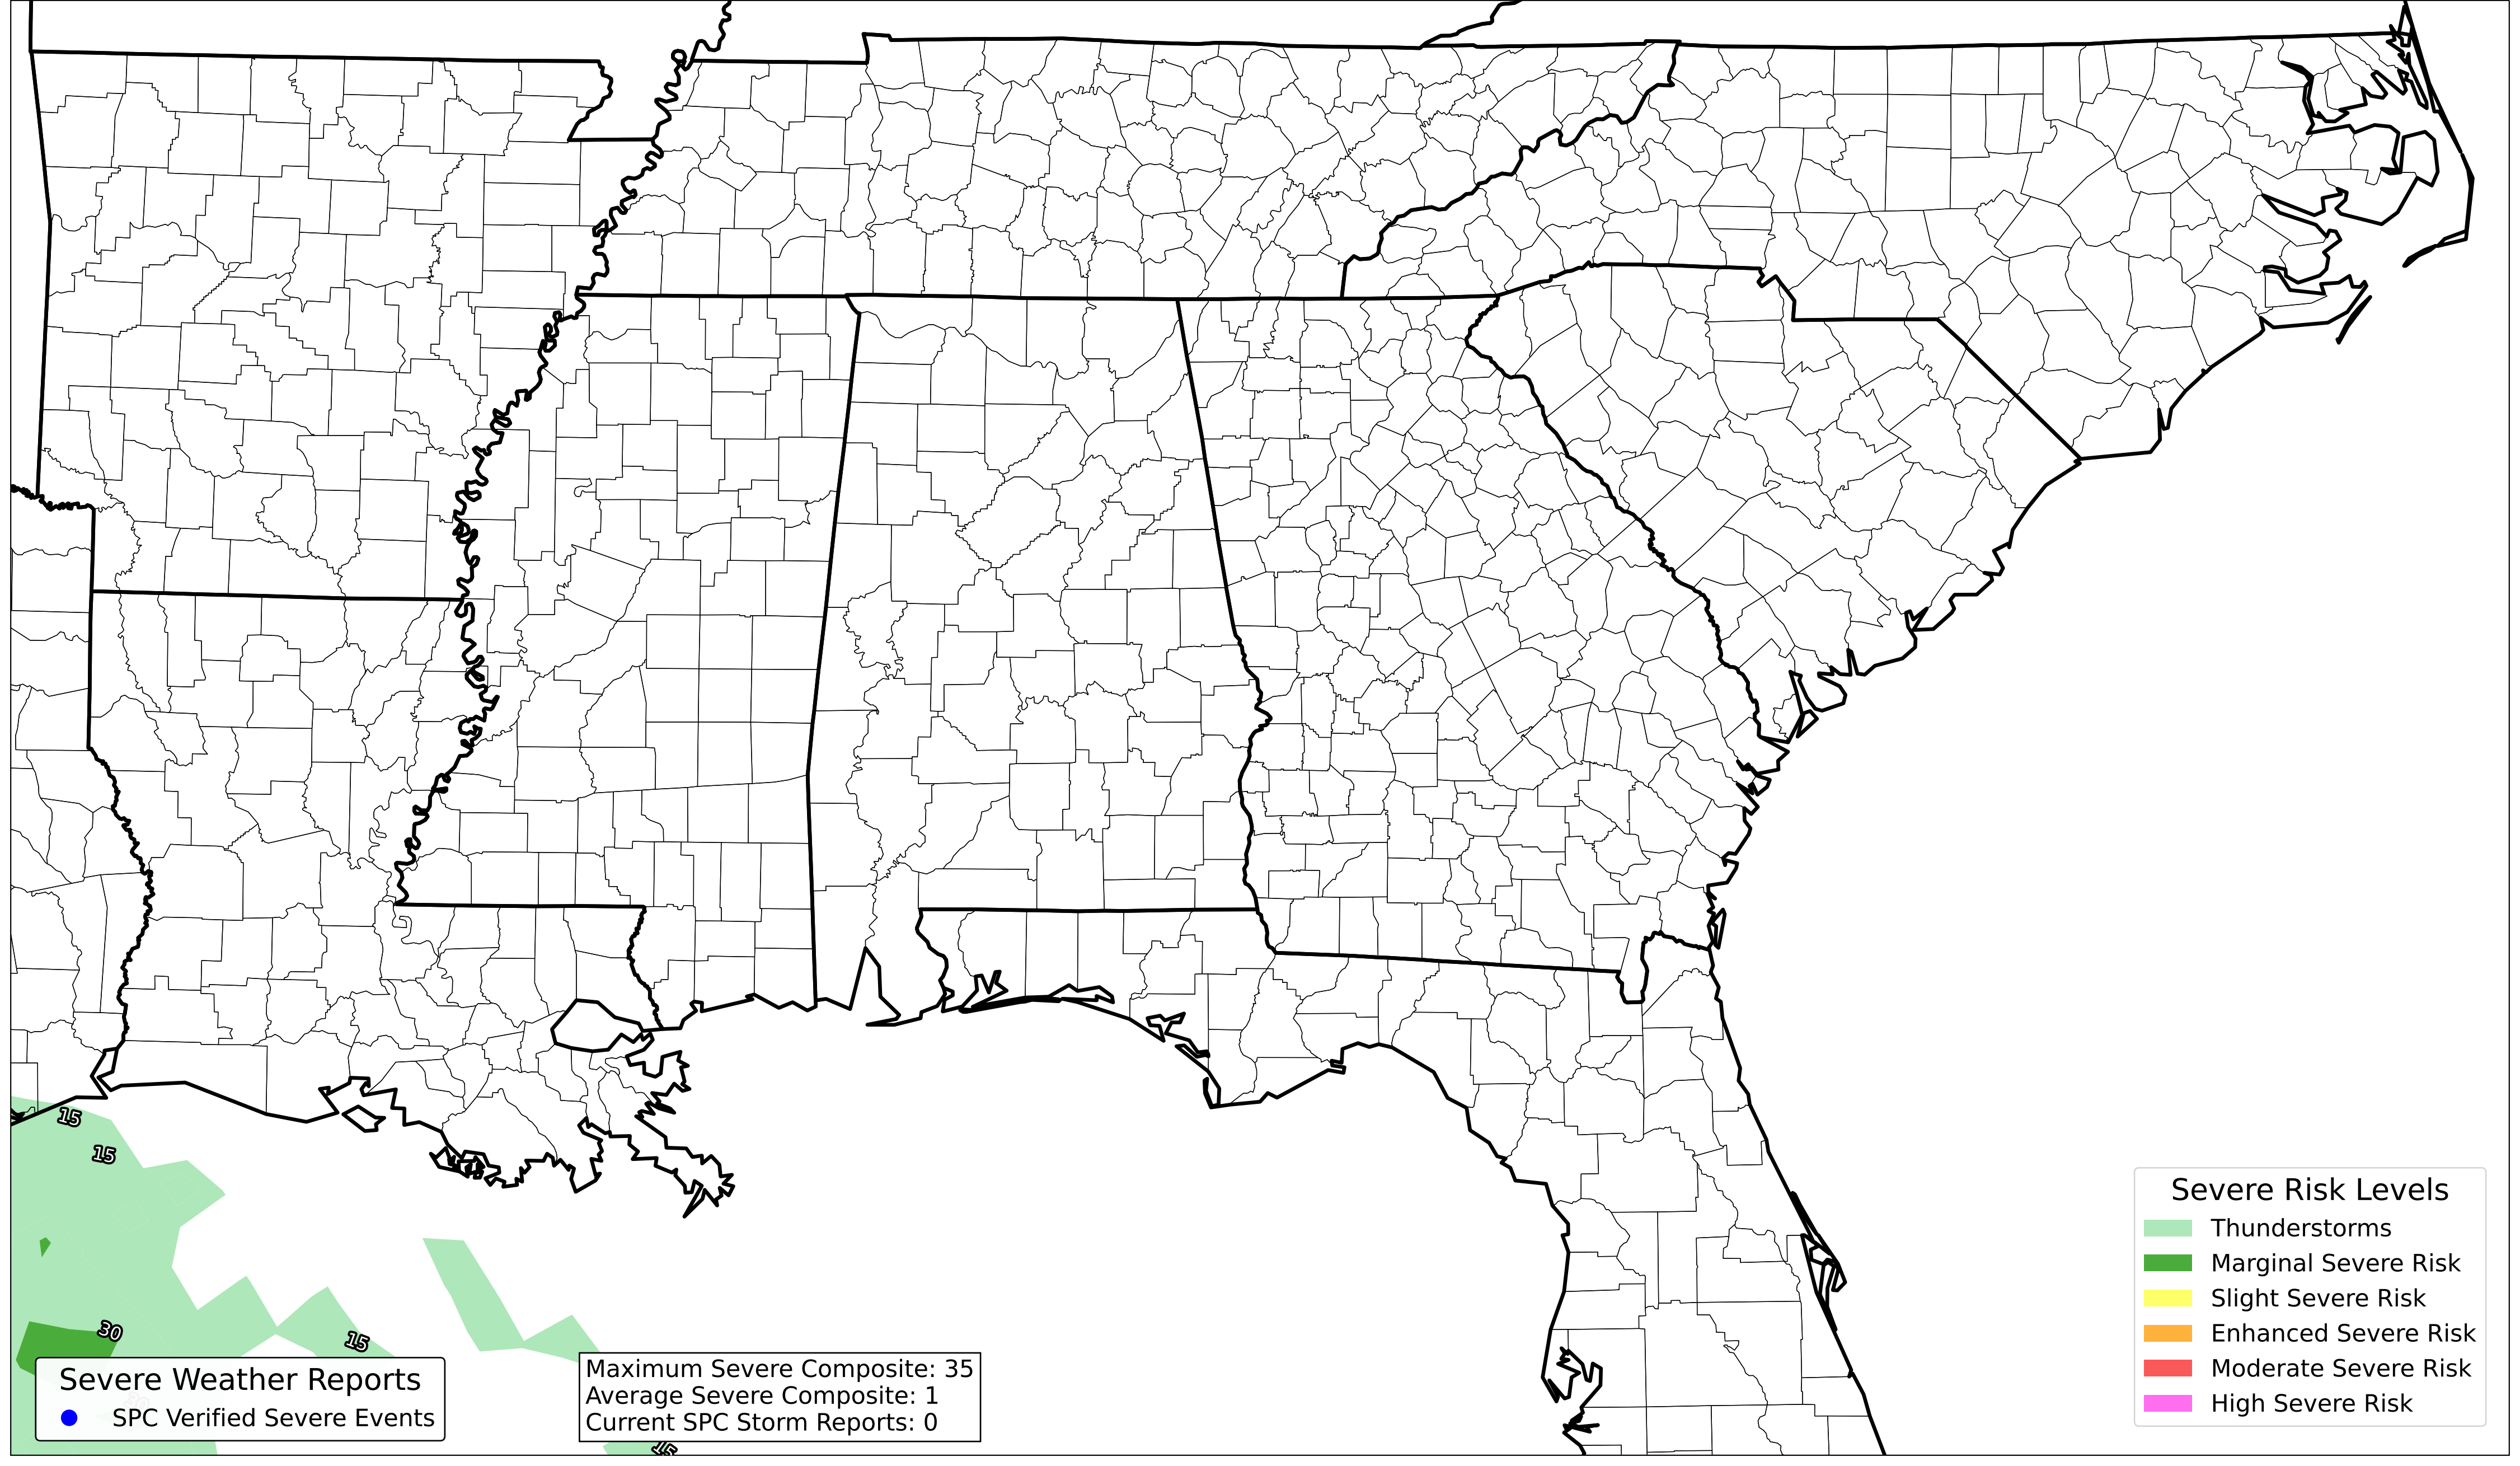 15
15
30
15
15
Severe Weather Reports
SPC Verified Severe Events
Maximum Severe Composite: 35
Average Severe Composite: 1
Current SPC Storm Reports: 0
Severe Risk Levels
Thunderstorms
Marginal Severe Risk
Slight Severe Risk
Enhanced Severe Risk
Moderate Severe Risk
High Severe Risk